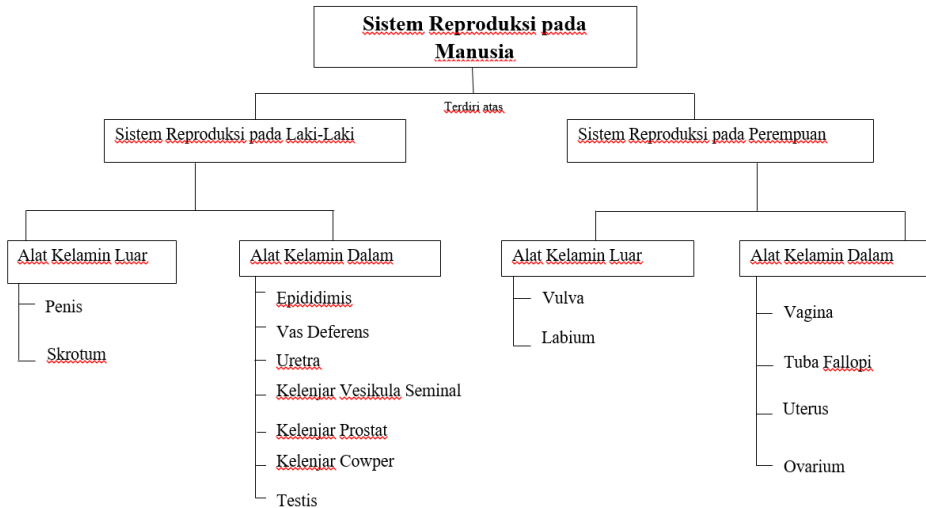 Sistem Reproduksi pada
Manusia
Terdiri atas
Sistem Reproduksi pada Laki-Laki
Sistem Reproduksi pada Perempuan
Alat Kelamin Luar
Alat Kelamin Dalam
Alat Kelamin Luar
Alat Kelamin Dalam
Penis
Skrotum
Epididimis
Vas Deferens
Uretra
Kelenjar Vesikula Seminal
Kelenjar Prostat
Kelenjar Cowper
Testis
Vulva
Labium
Vagina
Tuba Fallopi
Uterus
Ovarium